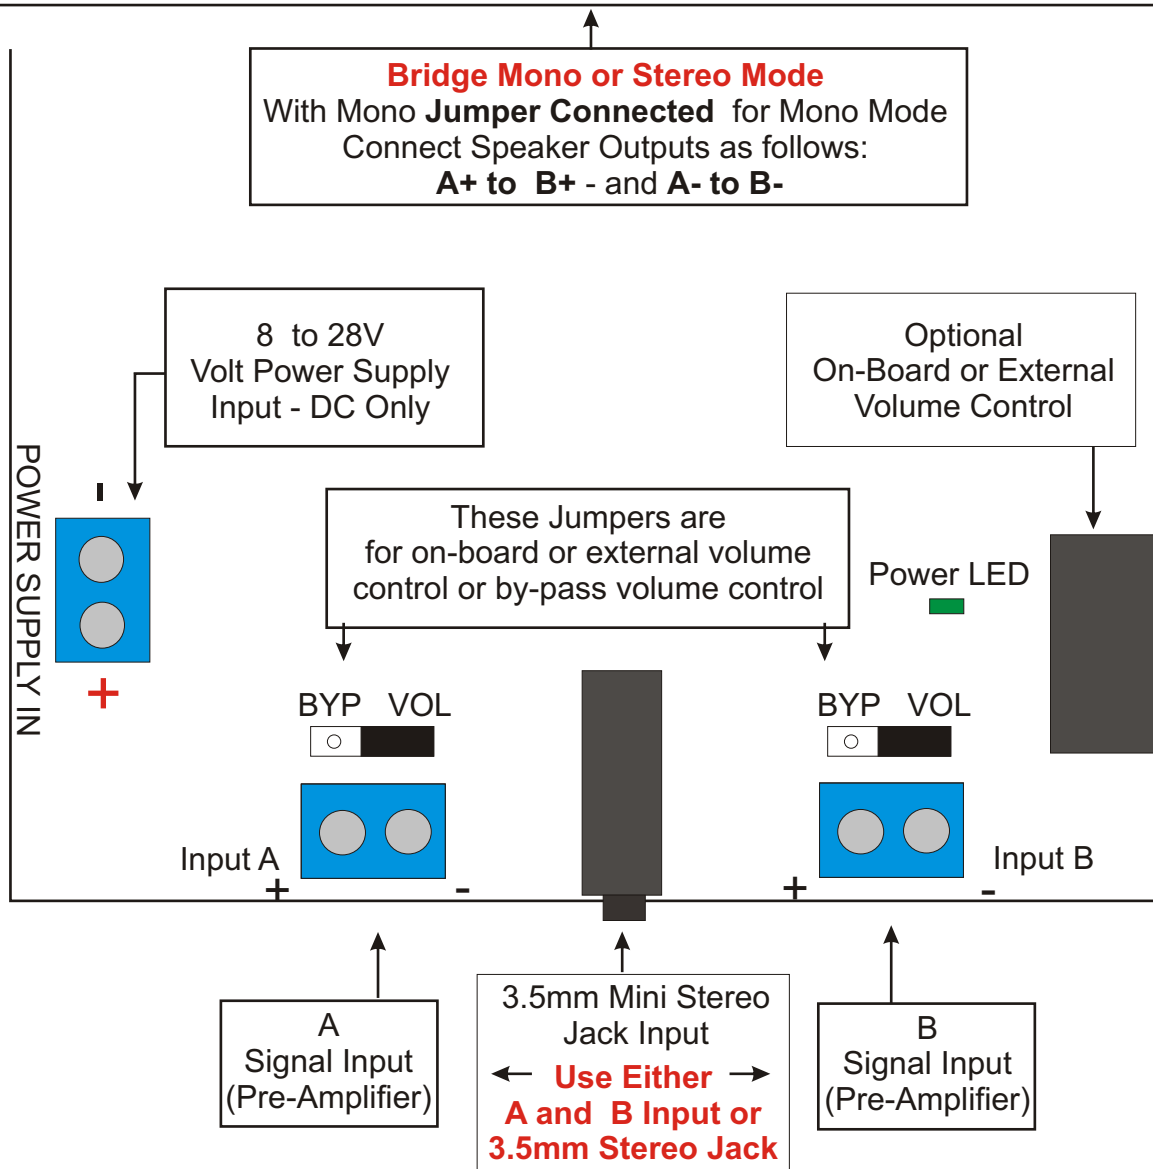 Bridge Mono or Stereo Mode
With Mono Jumper Connected for Mono Mode
Connect Speaker Outputs as follows:
A+ to B+ - and A- to B-
8 to 28V
Volt Power Supply
Input - DC Only
Optional
On-Board or External
Volume Control
POWER SUPPLY IN
-
+
These Jumpers are
for on-board or external volume
control or by-pass volume control
Power LED
BYP VOL
BYP VOL
Input A
+ -
+ -
Input B
A
Signal Input
(Pre-Amplifier)
3.5mm Mini Stereo
Jack Input
Use Either
A and B Input or
3.5mm Stereo Jack
B
Signal Input
(Pre-Amplifier)